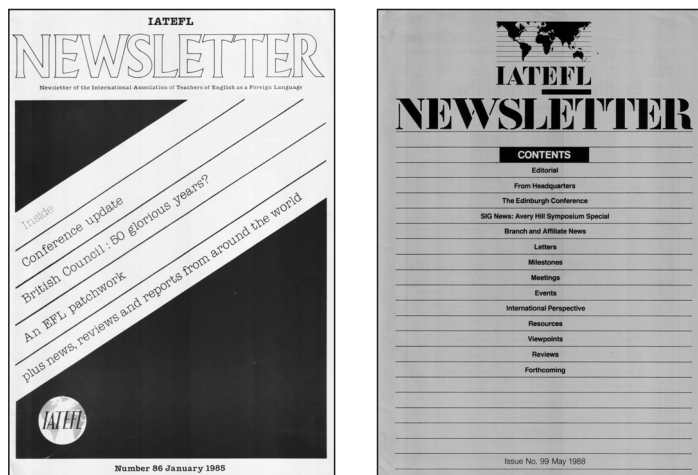 IATEFL
NEWSLETTER
Newsletter of the International Association of Teachers of English as a Foreign Language
Inside
Conference update
British Council : 50 glorious years?
An EFL patchwork
plus news, reviews and reports from around the world
IATEFL
Number 86 January 1985
IATEFL
NEWSLETTER
CONTENTS
Editorial
From Headquarters
The Edinburgh Conference
SIG News: Avery Hill Symposium Special
Branch and Affiliate News
Letters
Milestones
Meetings
Events
International Perspective
Resources
Viewpoints
Reviews
Forthcoming
Issue No. 99 May 1988